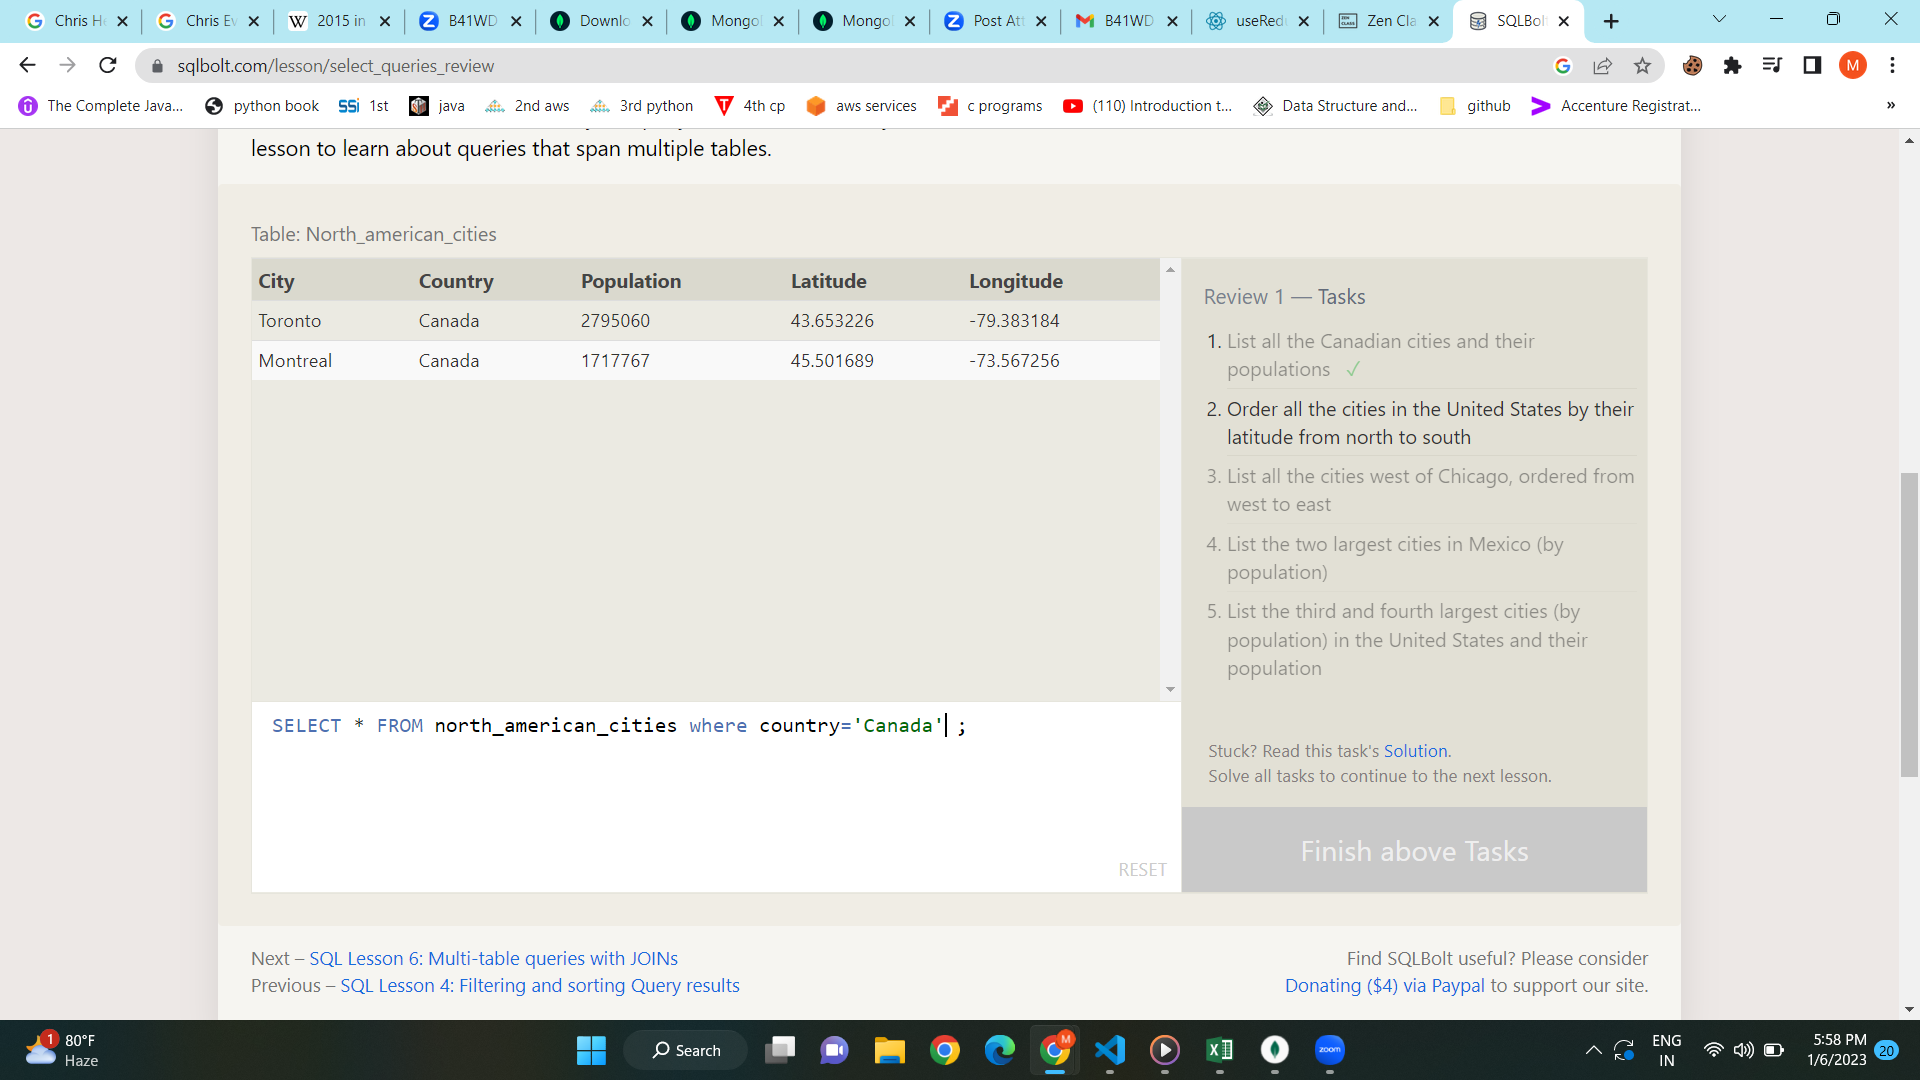 Chris He
Chris Ev
2015 in
B41WD
Downlo
Mongo
Mongo
Post Att
B41WD
useRed
Zen Cla
SQLBolt
sqlbolt.com/lesson/select_queries_review
M
The Complete Java...
python book
SSi 1st
java
2nd aws
3rd python
4th cp
aws services
c programs
(110) Introduction t...
Data Structure and...
github
Accenture Registrat...
»
lesson to learn about queries that span multiple tables.
Table: North_american_cities
City Country Population Latitude Longitude
Toronto Canada 2795060 43.653226 -79.383184
Montreal Canada 1717767 45.501689 -73.567256
Review 1 — Tasks
1. List all the Canadian cities and their
populations ✓
2. Order all the cities in the United States by their
latitude from north to south
3. List all the cities west of Chicago, ordered from
west to east
4. List the two largest cities in Mexico (by
population)
5. List the third and fourth largest cities (by
population) in the United States and their
population
SELECT * FROM north_american_cities where country='Canada' ;
RESET
Stuck? Read this task's Solution.
Solve all tasks to continue to the next lesson.
Finish above Tasks
Next – SQL Lesson 6: Multi-table queries with JOINs
Previous – SQL Lesson 4: Filtering and sorting Query results
Find SQLBolt useful? Please consider
Donating ($4) via Paypal to support our site.
1
80°F
Haze
Search
M
zoom
ENG
IN
5:58 PM
1/6/2023
20